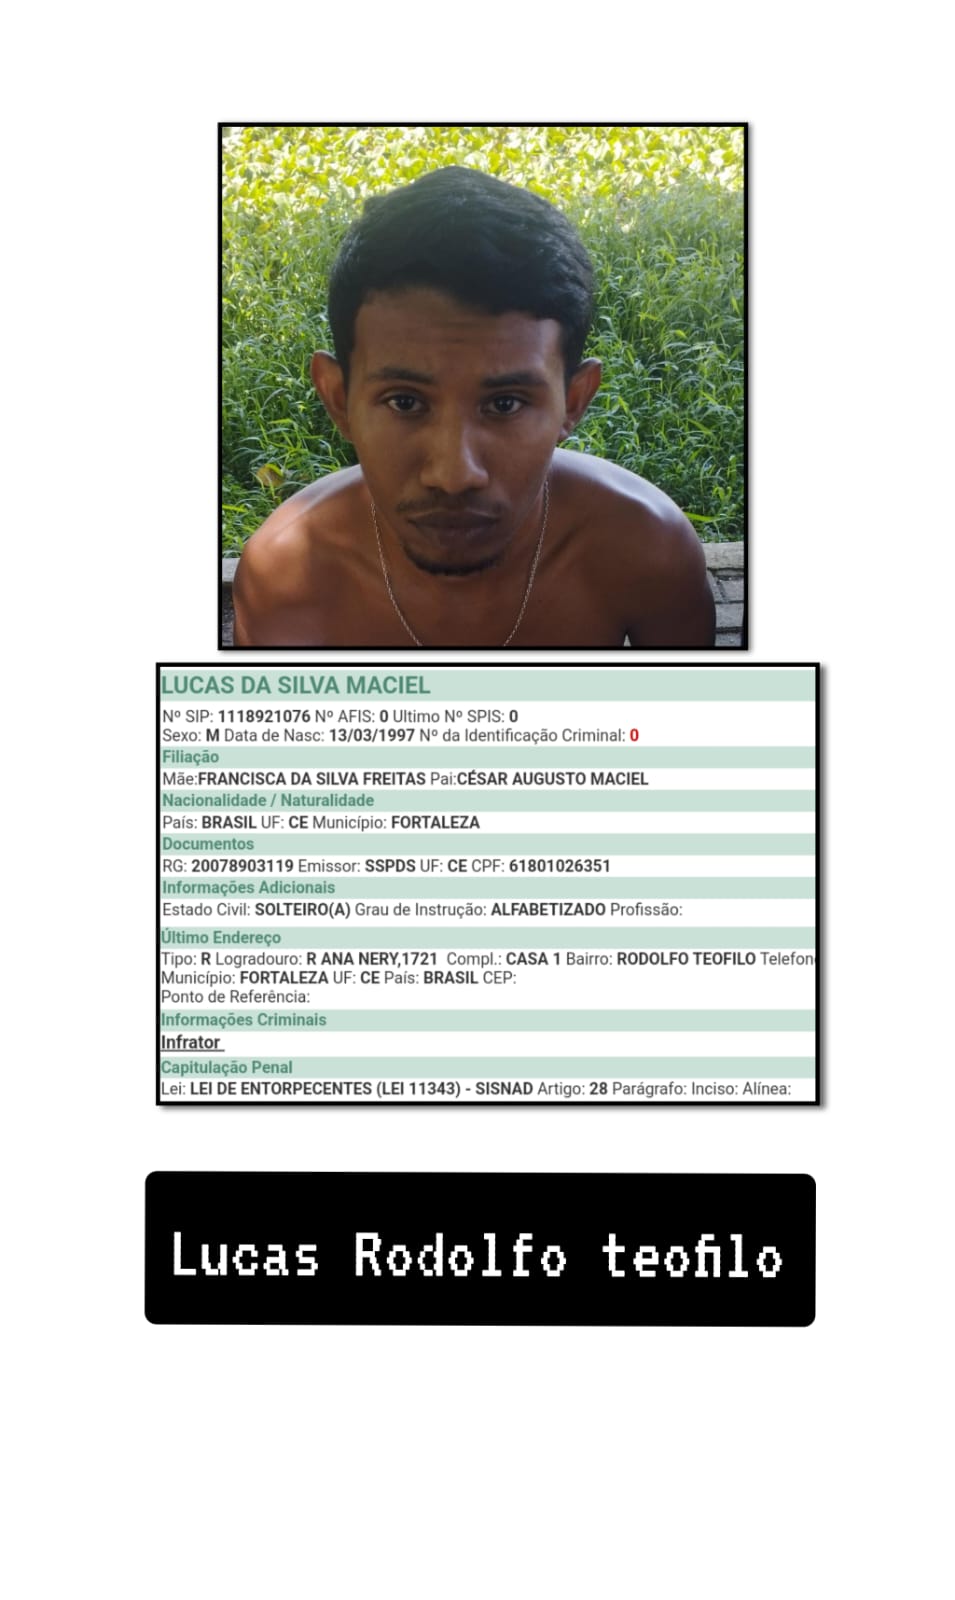 LUCAS DA SILVA MACIEL
Nº SIP: 1118921076 Nº AFIS: 0 Ultimo Nº SPIS: 0
Sexo: M Data de Nasc: 13/03/1997 Nº da Identificação Criminal: 0
Filiação
Mãe:FRANCISCA DA SILVA FREITAS Pai:CÉSAR AUGUSTO MACIEL
Nacionalidade / Naturalidade
País: BRASIL UF: CE Município: FORTALEZA
Documentos
RG: 20078903119 Emissor: SSPDS UF: CE CPF: 61801026351
Informações Adicionais
Estado Civil: SOLTEIRO(A) Grau de Instrução: ALFABETIZADO Profissão:
Último Endereço
Tipo: R Logradouro: R ANA NERY,1721 Compl.: CASA 1 Bairro: RODOLFO TEOFILO Telefon
Município: FORTALEZA UF: CE País: BRASIL CEP:
Ponto de Referência:
Informações Criminais
Infrator
Capitulação Penal
Lei: LEI DE ENTORPECENTES (LEI 11343) - SISNAD Artigo: 28 Parágrafo: Inciso: Alínea:
Lucas Rodolfo teofilo